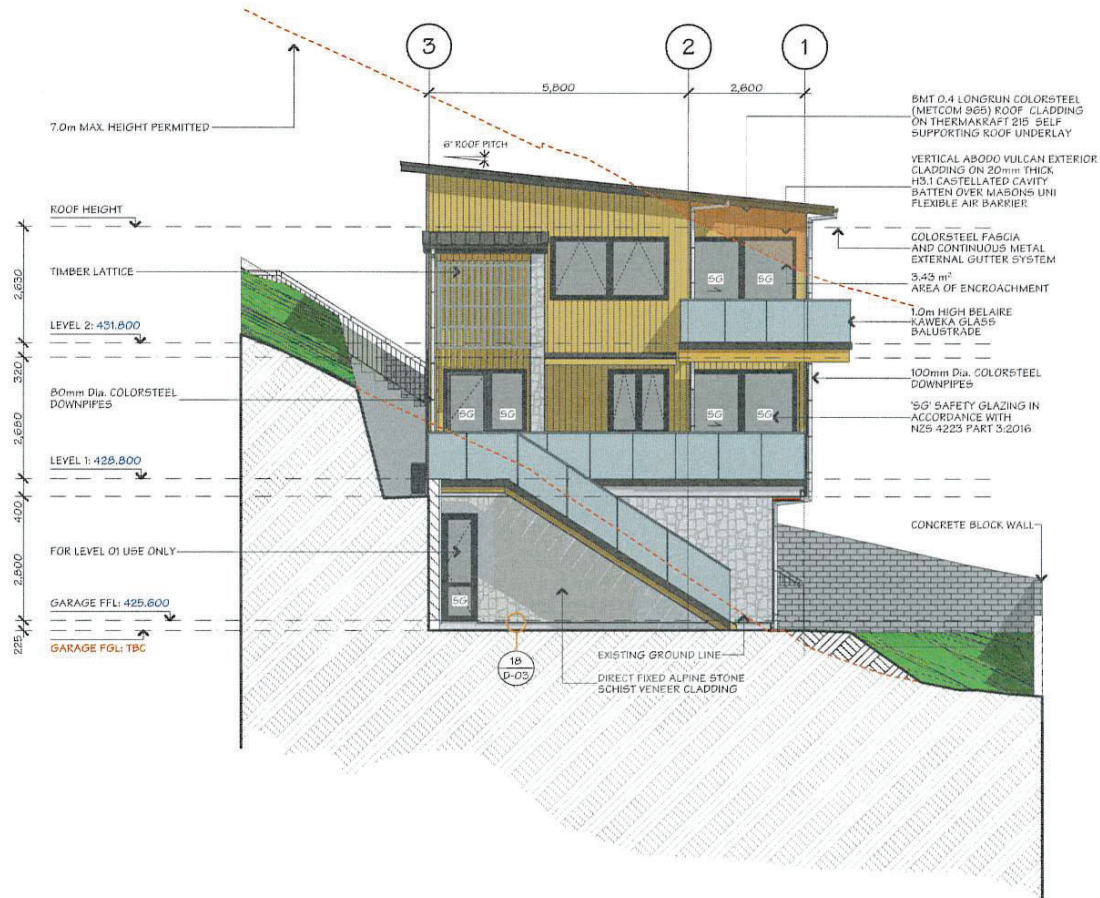 3
2
1
5,800
2,600
7.0m MAX. HEIGHT PERMITTED
6° ROOF PITCH
BMT 0.4 LONGRUN COLORSTEEL
(METCOM 965) ROOF CLADDING
ON THERMAKRAFT 215 SELF
SUPPORTING ROOF UNDERLAY
VERTICAL ABODO VULCAN EXTERIOR
CLADDING ON 20mm THICK
H3.1 CASTELLATED CAVITY
BATTEN OVER MASONS UNI
FLEXIBLE AIR BARRIER
ROOF HEIGHT
COLORSTEEL FASCIA
AND CONTINUOUS METAL
EXTERNAL GUTTER SYSTEM
TIMBER LATTICE
3.43 m²
AREA OF ENCROACHMENT
SG
SG
2,630
1.0m HIGH BELAIRE
KAWEKA GLASS
BALUSTRADE
LEVEL 2: 431.800
320
80mm Dia. COLORSTEEL
DOWNPIPES
100mm Dia. COLORSTEEL
DOWNPIPES
SG
SG
SG
SG
'SG' SAFETY GLAZING IN
ACCORDANCE WITH
NZS 4223 PART 3:2016
2,680
LEVEL 1: 428.800
400
CONCRETE BLOCK WALL
FOR LEVEL 01 USE ONLY
2,800
SG
GARAGE FFL: 425.600
225
GARAGE FGL: TBC
EXISTING GROUND LINE
18
D-03
DIRECT FIXED ALPINE STONE
SCHIST VENEER CLADDING